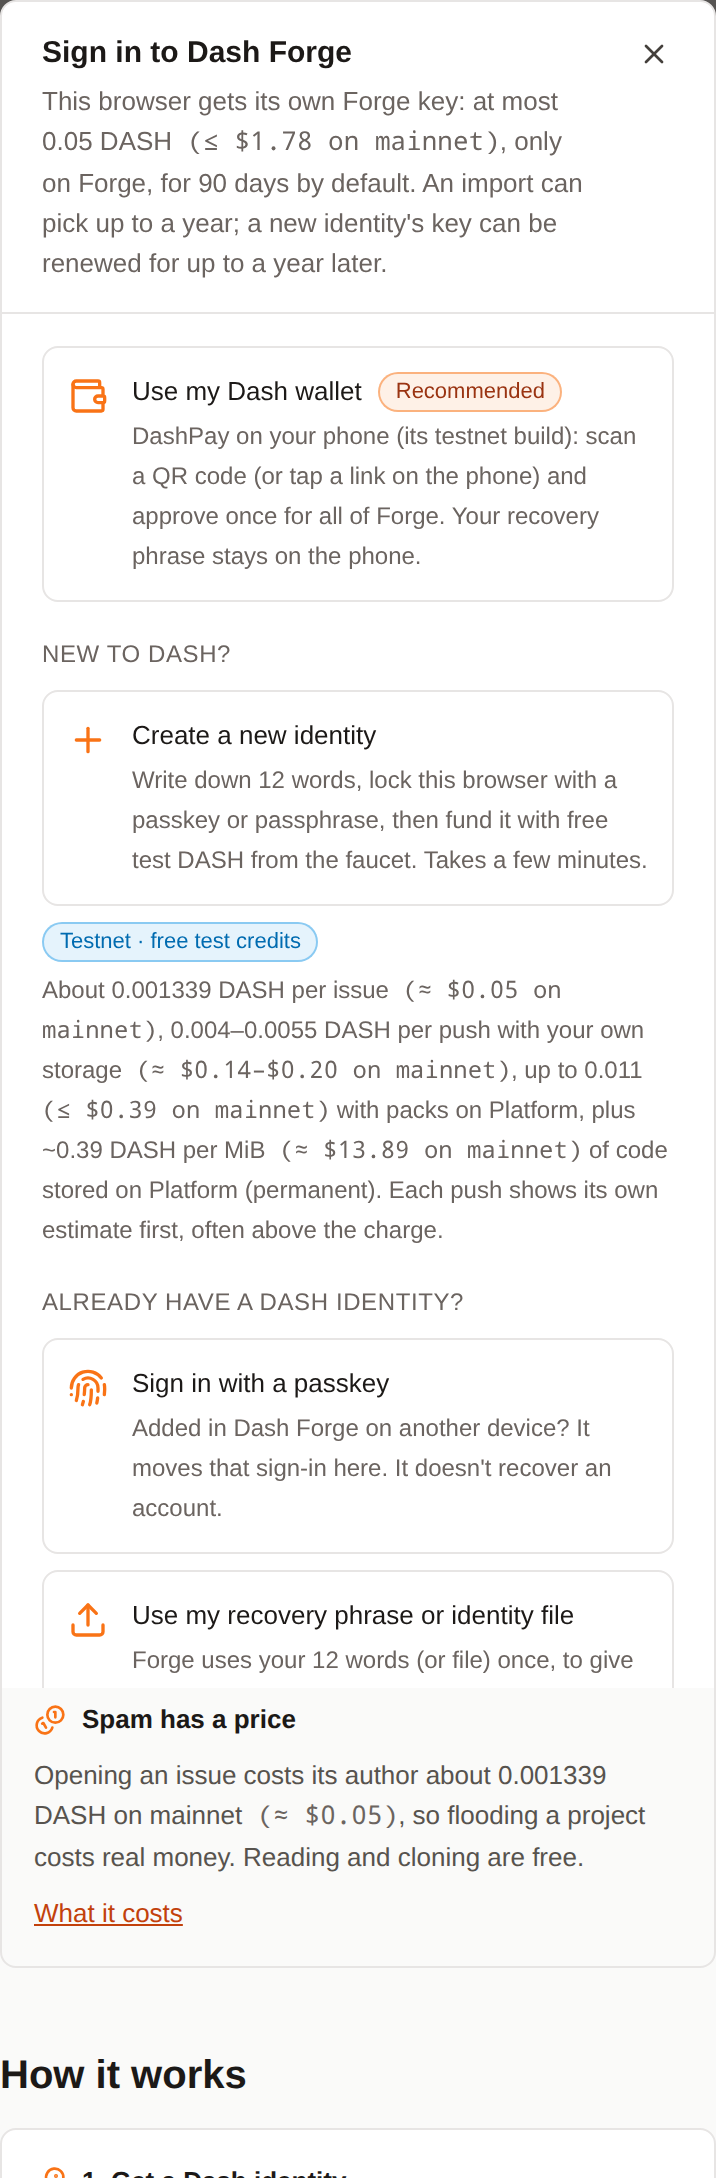 Sign in to Dash Forge
This browser gets its own Forge key: at most
0.05 DASH (≤ $1.78 on mainnet), only
on Forge, for 90 days by default. An import can
pick up to a year; a new identity's key can be
renewed for up to a year later.
Use my Dash wallet Recommended
DashPay on your phone (its testnet build): scan
a QR code (or tap a link on the phone) and
approve once for all of Forge. Your recovery
phrase stays on the phone.
NEW TO DASH?
Create a new identity
Write down 12 words, lock this browser with a
passkey or passphrase, then fund it with free
test DASH from the faucet. Takes a few minutes.
Testnet · free test credits
About 0.001339 DASH per issue (≈ $0.05 on
mainnet), 0.004–0.0055 DASH per push with your own
storage (≈ $0.14–$0.20 on mainnet), up to 0.011
(≤ $0.39 on mainnet) with packs on Platform, plus
~0.39 DASH per MiB (≈ $13.89 on mainnet) of code
stored on Platform (permanent). Each push shows its own
estimate first, often above the charge.
ALREADY HAVE A DASH IDENTITY?
Sign in with a passkey
Added in Dash Forge on another device? It
moves that sign-in here. It doesn't recover an
account.
Use my recovery phrase or identity file
Forge uses your 12 words (or file) once, to give
Spam has a price
Opening an issue costs its author about 0.001339
DASH on mainnet (≈ $0.05), so flooding a project
costs real money. Reading and cloning are free.
What it costs
How it works
1. Get a Dash identity